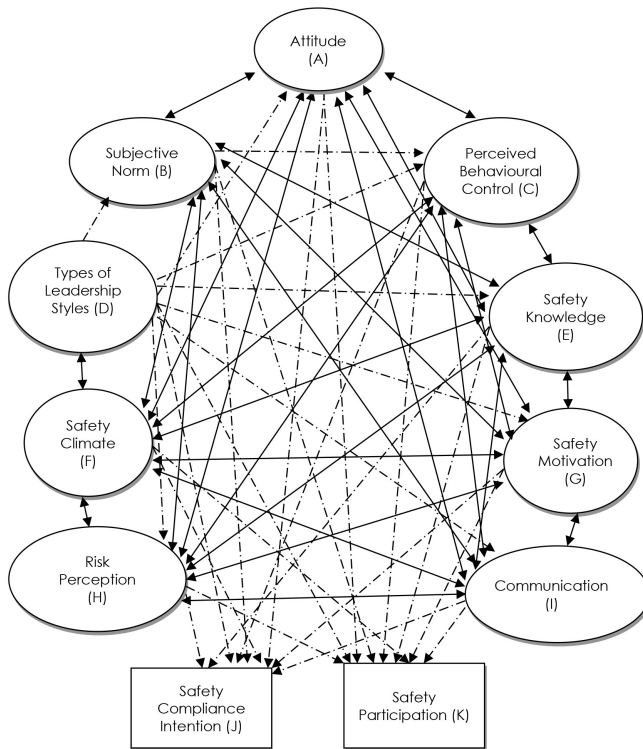 Attitude
(A)
Subjective
Norm (B)
Perceived
Behavioural
Control (C)
Types of
Leadership
Styles (D)
Safety
Knowledge
(E)
Safety
Climate
(F)
Safety
Motivation
(G)
Risk
Perception
(H)
Communication
(I)
Safety
Compliance
Intention (J)
Safety
Participation (K)